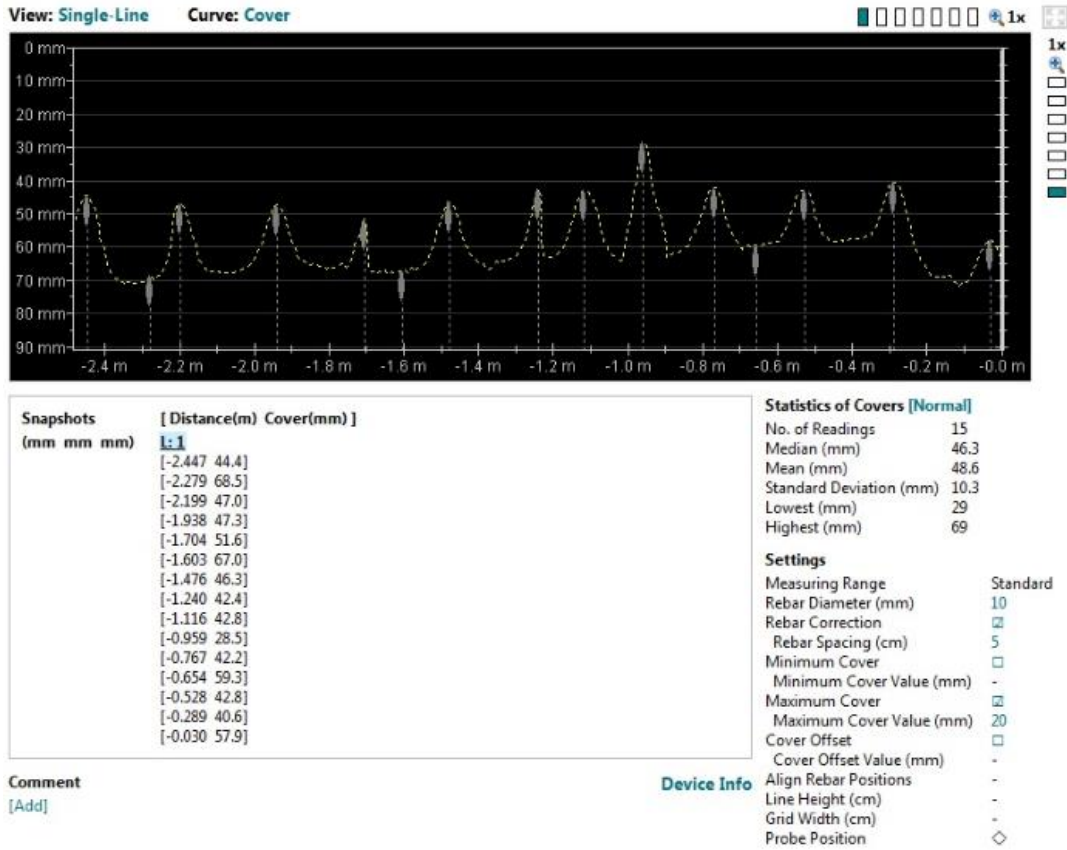 View: Single-Line Curve: Cover 1x
1x
0 mm
10 mm
20 mm
30 mm
40 mm
50 mm
60 mm
70 mm
80 mm
90 mm
-2.4 m -2.2 m -2.0 m -1.8 m -1.6 m -1.4 m -1.2 m -1.0 m -0.8 m -0.6 m -0.4 m -0.2 m -0.0 m
Snapshots [ Distance(m) Cover(mm) ]
(mm mm mm) L: 1
[-2.447 44.4]
[-2.279 68.5]
[-2.199 47.0]
[-1.938 47.3]
[-1.704 51.6]
[-1.603 67.0]
[-1.476 46.3]
[-1.240 42.4]
[-1.116 42.8]
[-0.959 28.5]
[-0.767 42.2]
[-0.654 59.3]
[-0.528 42.8]
[-0.289 40.6]
[-0.030 57.9]
Comment
[Add]
Device Info
Statistics of Covers [Normal]
No. of Readings 15
Median (mm) 46.3
Mean (mm) 48.6
Standard Deviation (mm) 10.3
Lowest (mm) 29
Highest (mm) 69
Settings
Measuring Range Standard
Rebar Diameter (mm) 10
Rebar Correction ☑
Rebar Spacing (cm) 5
Minimum Cover ☐
Minimum Cover Value (mm) -
Maximum Cover ☑
Maximum Cover Value (mm) 20
Cover Offset ☐
Cover Offset Value (mm) -
Align Rebar Positions -
Line Height (cm) -
Grid Width (cm) -
Probe Position ◇